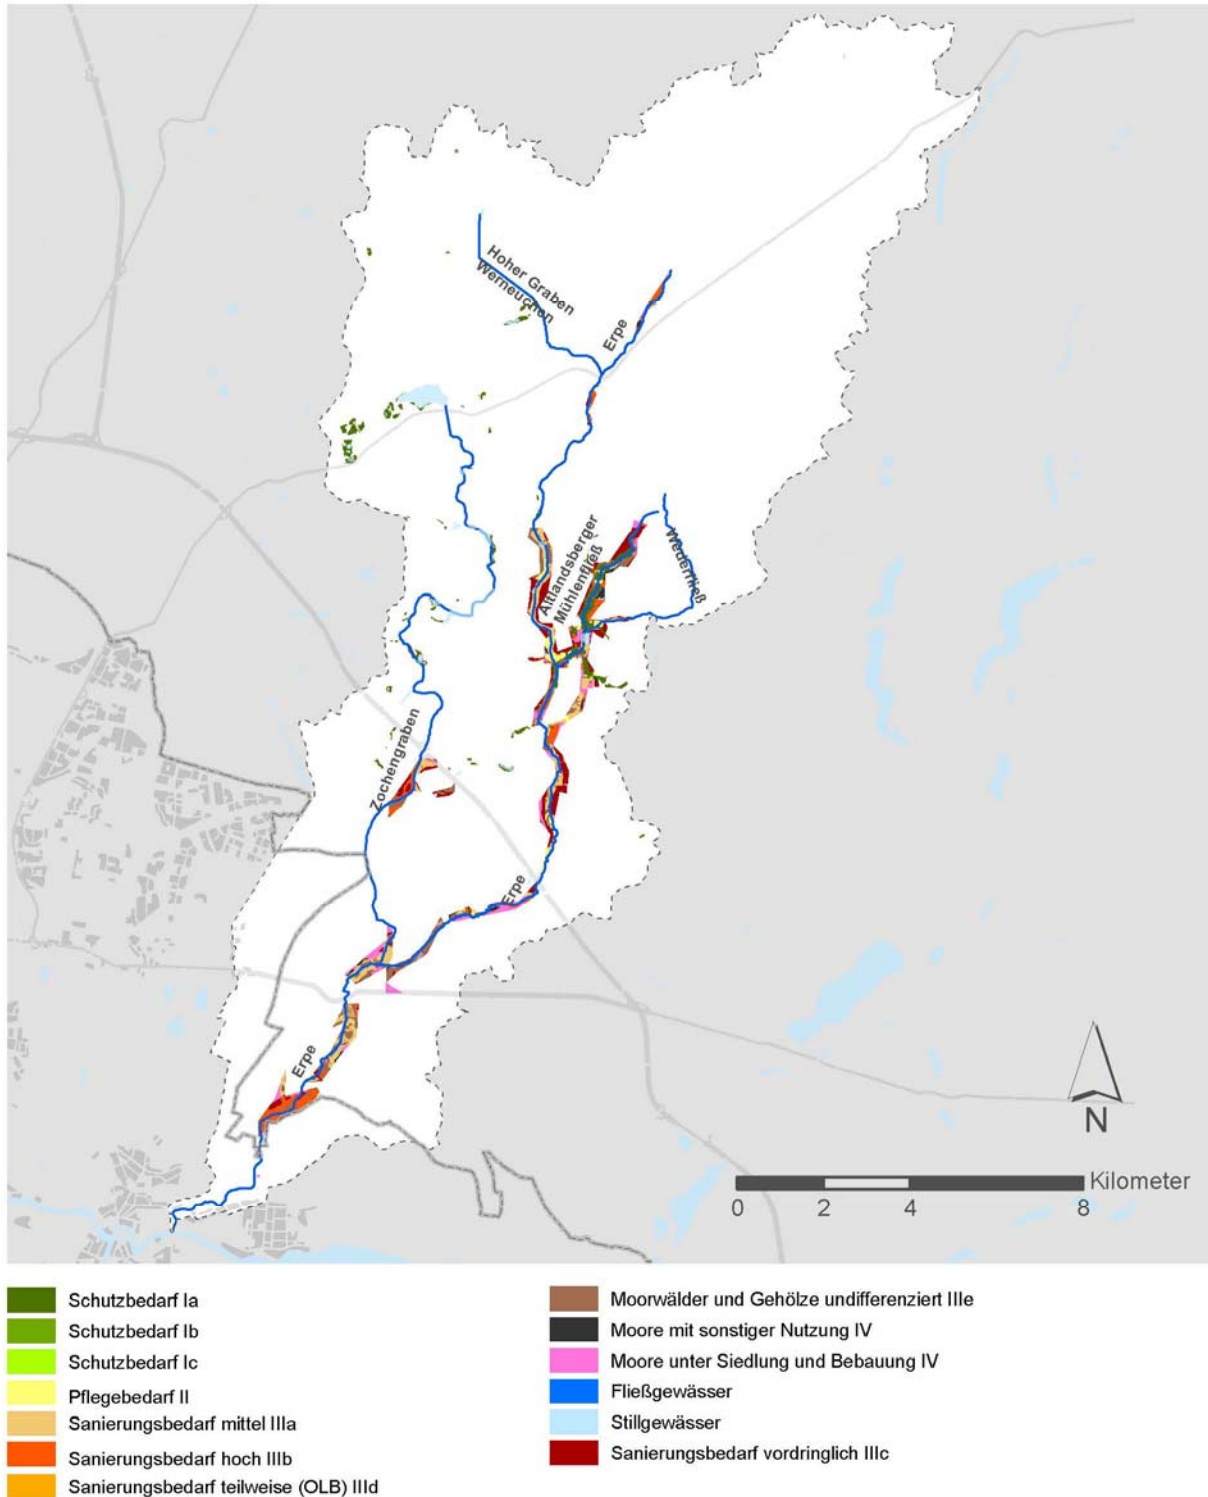 Hoher Graben
Werneuchen
Erpe
Altlandsberger
Mühlenfließ
Wederfließ
Zochengraben
Erpe
Erpe
N
Kilometer
0 2 4 8
Schutzbedarf Ia
Schutzbedarf Ib
Schutzbedarf Ic
Pflegebedarf II
Sanierungsbedarf mittel IIIa
Sanierungsbedarf hoch IIIb
Sanierungsbedarf teilweise (OLB) IIId
Moorwälder und Gehölze undifferenziert IIIe
Moore mit sonstiger Nutzung IV
Moore unter Siedlung und Bebauung IV
Fließgewässer
Stillgewässer
Sanierungsbedarf vordringlich IIIc